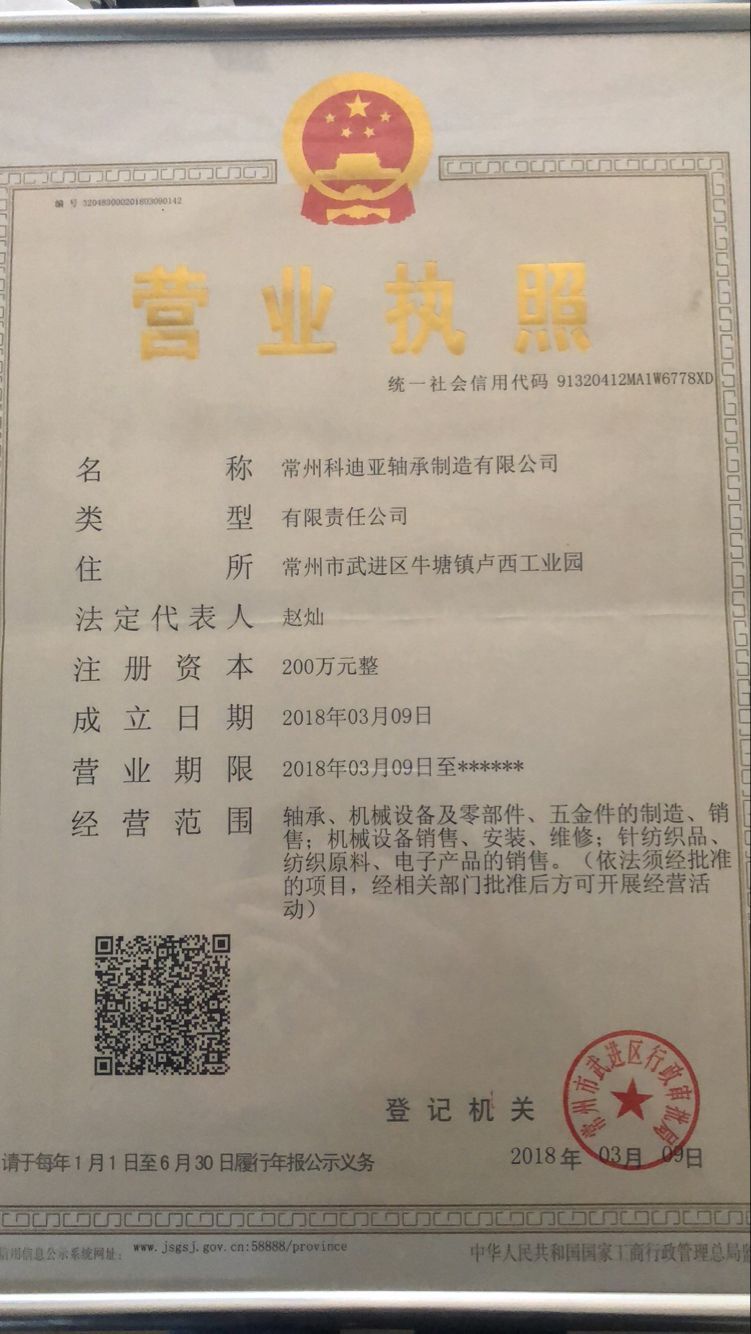 编 号 320483000201803090142
营业执照
统一社会信用代码 91320412MA1W6778XD
名称 常州科迪亚轴承制造有限公司
类型 有限责任公司
住所 常州市武进区牛塘镇卢西工业园
法定代表人 赵灿
注册资本 200万元整
成立日期 2018年03月09日
营业期限 2018年03月09日至******
经营范围 轴承、机械设备及零部件、五金件的制造、销
售；机械设备销售、安装、维修；针纺织品、
纺织原料、电子产品的销售。（依法须经批准
的项目，经相关部门批准后方可开展经营活
动）
登记机关
常州市武进区行政审批局
2018年 03月 09日
请于每年1月1日至6月30日履行年报公示义务
信用信息公示系统网址： www.jsgsj.gov.cn:58888/province
中华人民共和国国家工商行政管理总局监